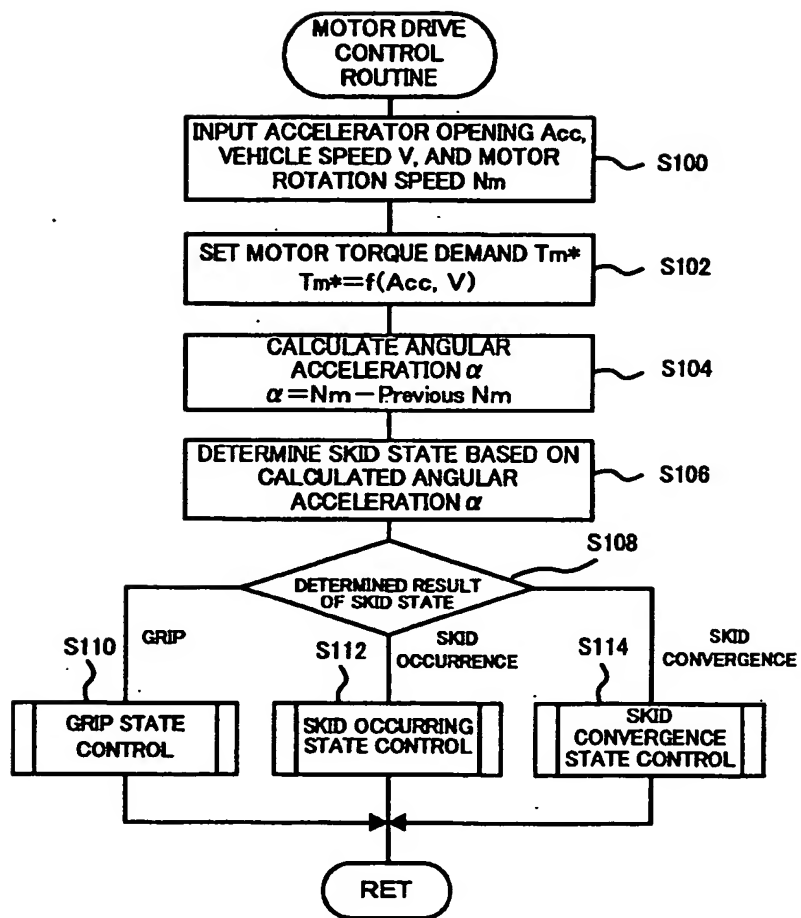 MOTOR DRIVE
CONTROL
ROUTINE
INPUT ACCELERATOR OPENING Acc,
VEHICLE SPEED V, AND MOTOR
ROTATION SPEED Nm
S100
SET MOTOR TORQUE DEMAND Tm*
Tm*=f(Acc, V)
S102
CALCULATE ANGULAR
ACCELERATION α
α=Nm-Previous Nm
S104
DETERMINE SKID STATE BASED ON
CALCULATED ANGULAR
ACCELERATION α
S106
S108
DETERMINED RESULT
OF SKID STATE
GRIP
SKID
OCCURRENCE
SKID
CONVERGENCE
S110
S112
S114
GRIP STATE
CONTROL
SKID OCCURRING
STATE CONTROL
SKID
CONVERGENCE
STATE CONTROL
RET